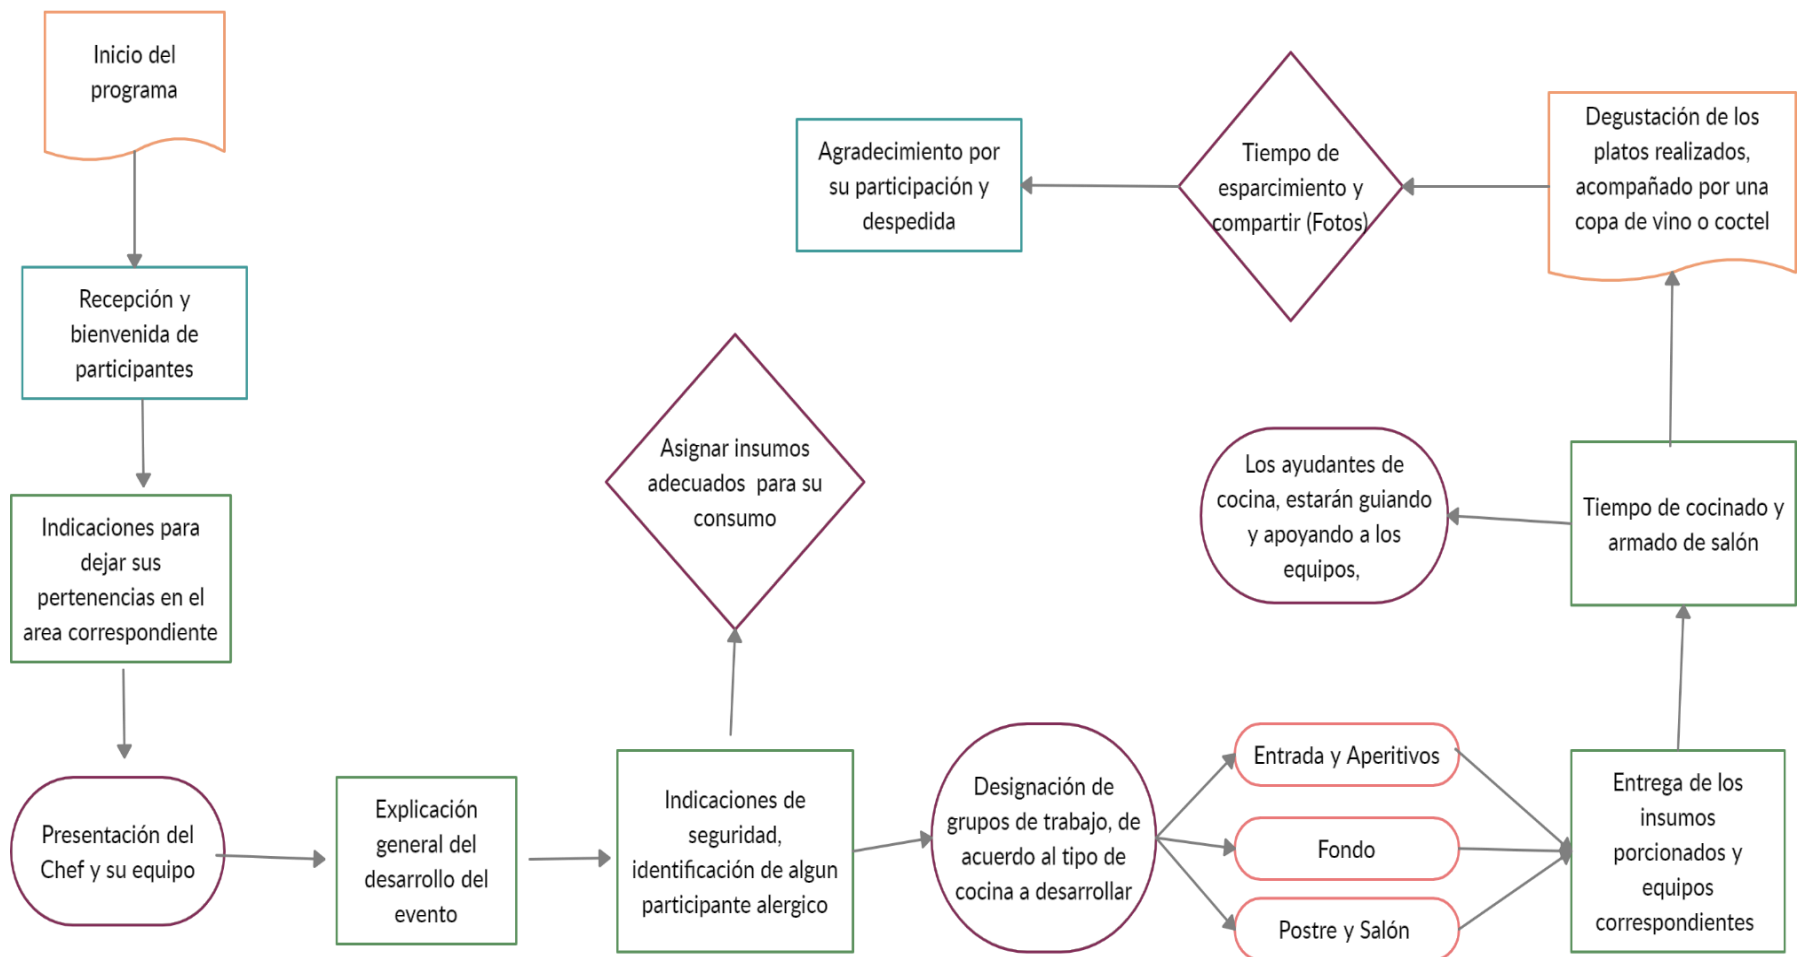 Inicio del
programa
Recepción y
bienvenida de
participantes
Indicaciones para
dejar sus
pertenencias en el
area correspondiente
Presentación del
Chef y su equipo
Explicación
general del
desarrollo del
evento
Indicaciones de
seguridad,
identificación de algun
participante alergico
Asignar insumos
adecuados para su
consumo
Designación de
grupos de trabajo, de
acuerdo al tipo de
cocina a desarrollar
Entrada y Aperitivos
Fondo
Postre y Salón
Entrega de los
insumos
porcionados y
equipos
correspondientes
Tiempo de cocinado y
armado de salón
Los ayudantes de
cocina, estarán guiando
y apoyando a los
equipos,
Degustación de los
platos realizados,
acompañado por una
copa de vino o coctel
Tiempo de
esparcimiento y
compartir (Fotos)
Agradecimiento por
su participación y
despedida